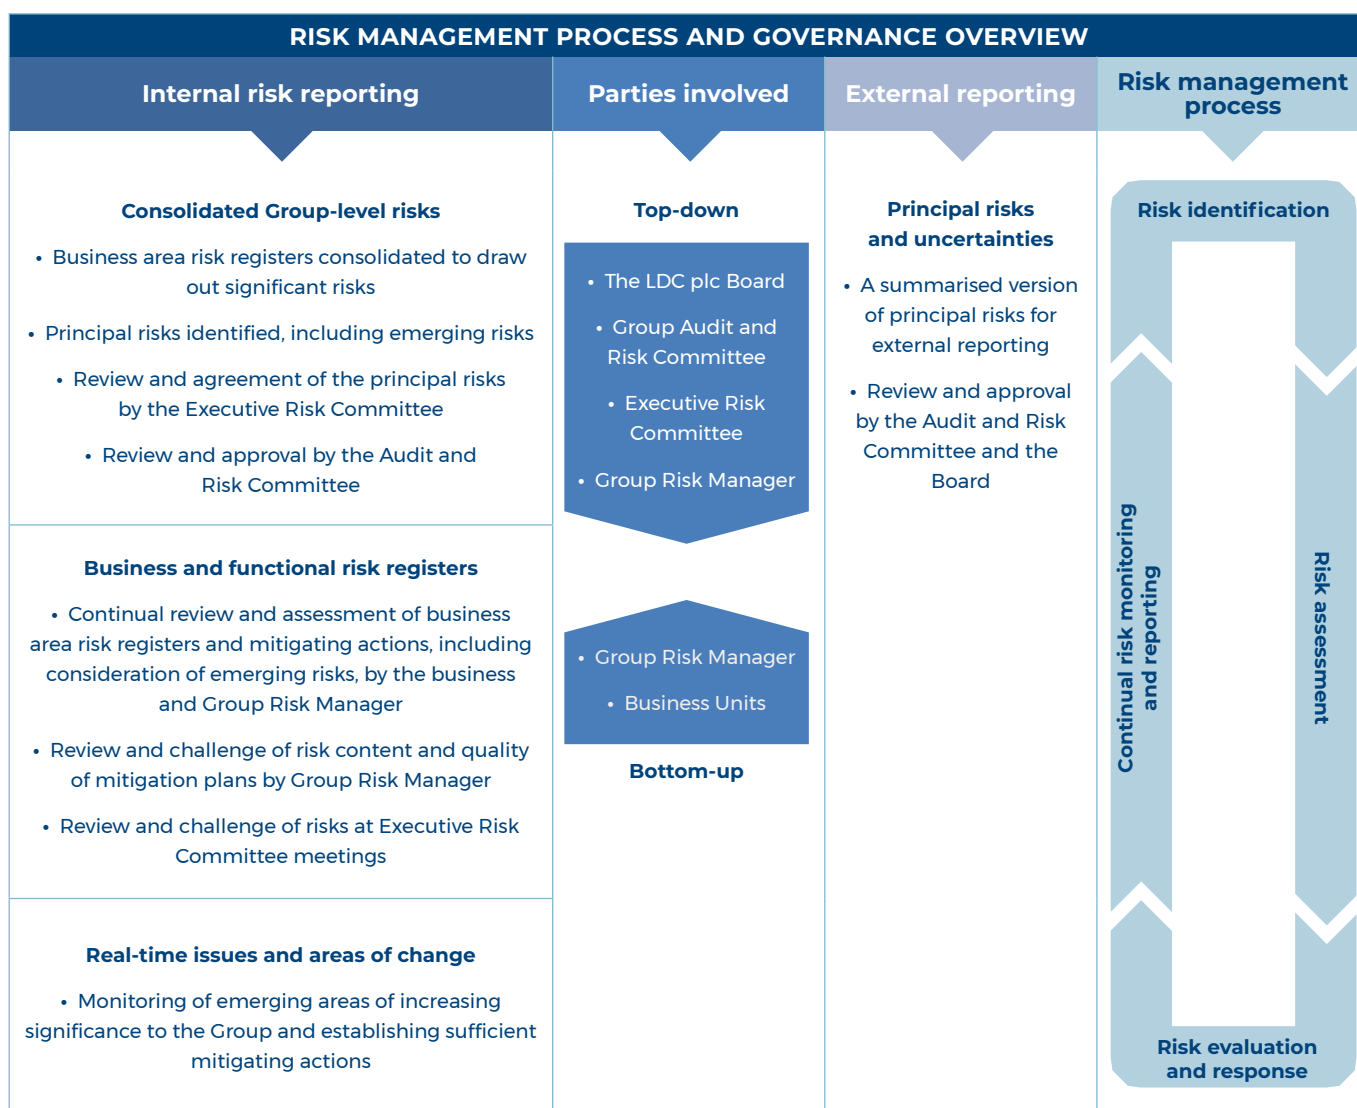 RISK MANAGEMENT PROCESS AND GOVERNANCE OVERVIEW
Internal risk reporting
Consolidated Group-level risks
• Business area risk registers consolidated to draw
out significant risks
• Principal risks identified, including emerging risks
• Review and agreement of the principal risks
by the Executive Risk Committee
• Review and approval by the Audit and
Risk Committee
Business and functional risk registers
• Continual review and assessment of business
area risk registers and mitigating actions, including
consideration of emerging risks, by the business
and Group Risk Manager
• Review and challenge of risk content and quality
of mitigation plans by Group Risk Manager
• Review and challenge of risks at Executive Risk
Committee meetings
Real-time issues and areas of change
• Monitoring of emerging areas of increasing
significance to the Group and establishing sufficient
mitigating actions
Parties involved
Top-down
• The LDC plc Board
• Group Audit and
Risk Committee
• Executive Risk
Committee
• Group Risk Manager
• Group Risk Manager
• Business Units
Bottom-up
External reporting
Principal risks
and uncertainties
• A summarised version
of principal risks for
external reporting
• Review and approval
by the Audit and Risk
Committee and the
Board
Risk management
process
Risk identification
Risk assessment
Risk evaluation
and response
Continual risk monitoring
and reporting